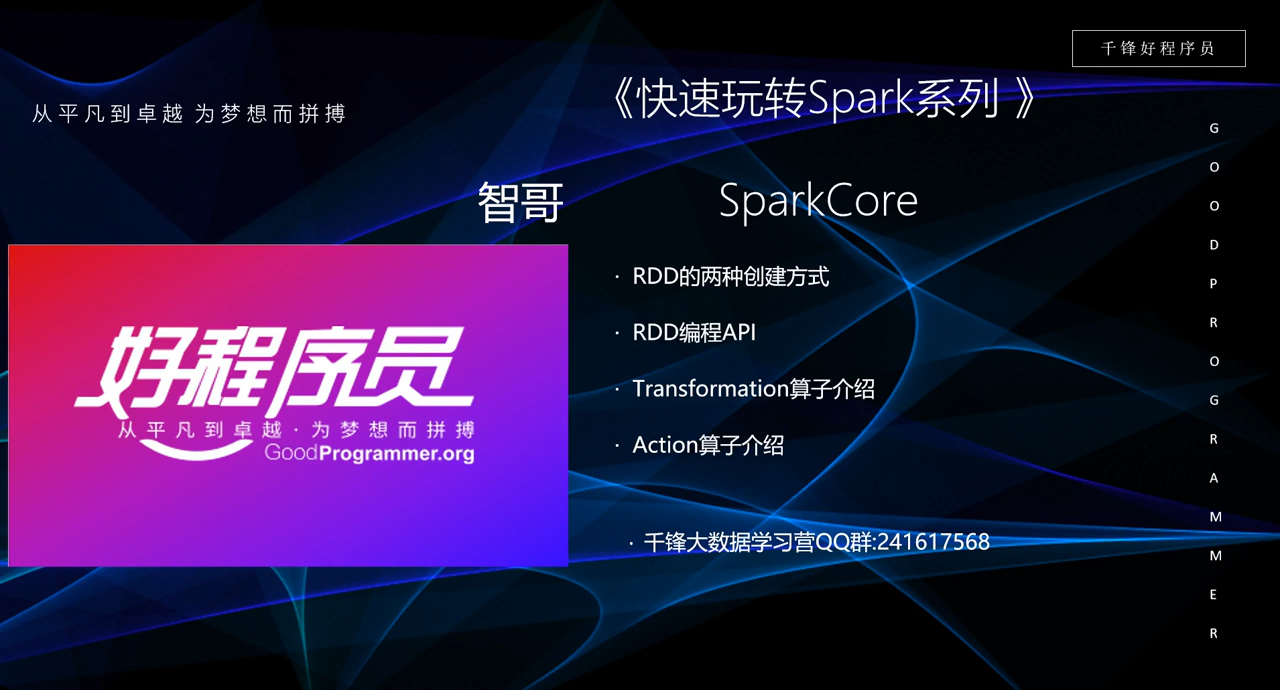 千锋好程序员
从平凡到卓越 为梦想而拼搏
《快速玩转Spark系列 》
智哥
SparkCore
好程序员
从平凡到卓越·为梦想而拼搏
GoodProgrammer.org
· RDD的两种创建方式
· RDD编程API
· Transformation算子介绍
· Action算子介绍
· 千锋大数据学习营QQ群:241617568
GOODPROGRAMMER